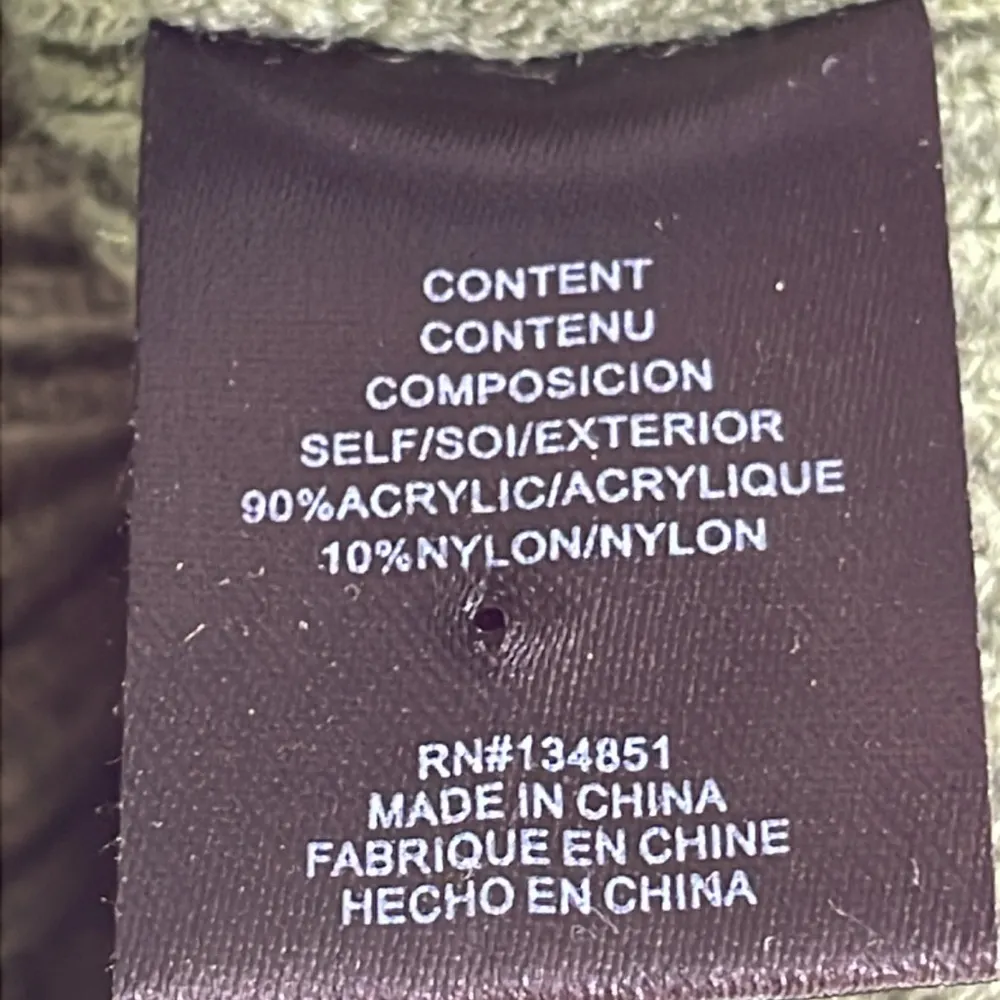 CONTENT
CONTENU
COMPOSICION
SELF/SOI/EXTERIOR
90%ACRYLIC/ACRYLIQUE
10%NYLON/NYLON
RN#134851
MADE IN CHINA
FABRIQUE EN CHINE
HECHO EN CHINA